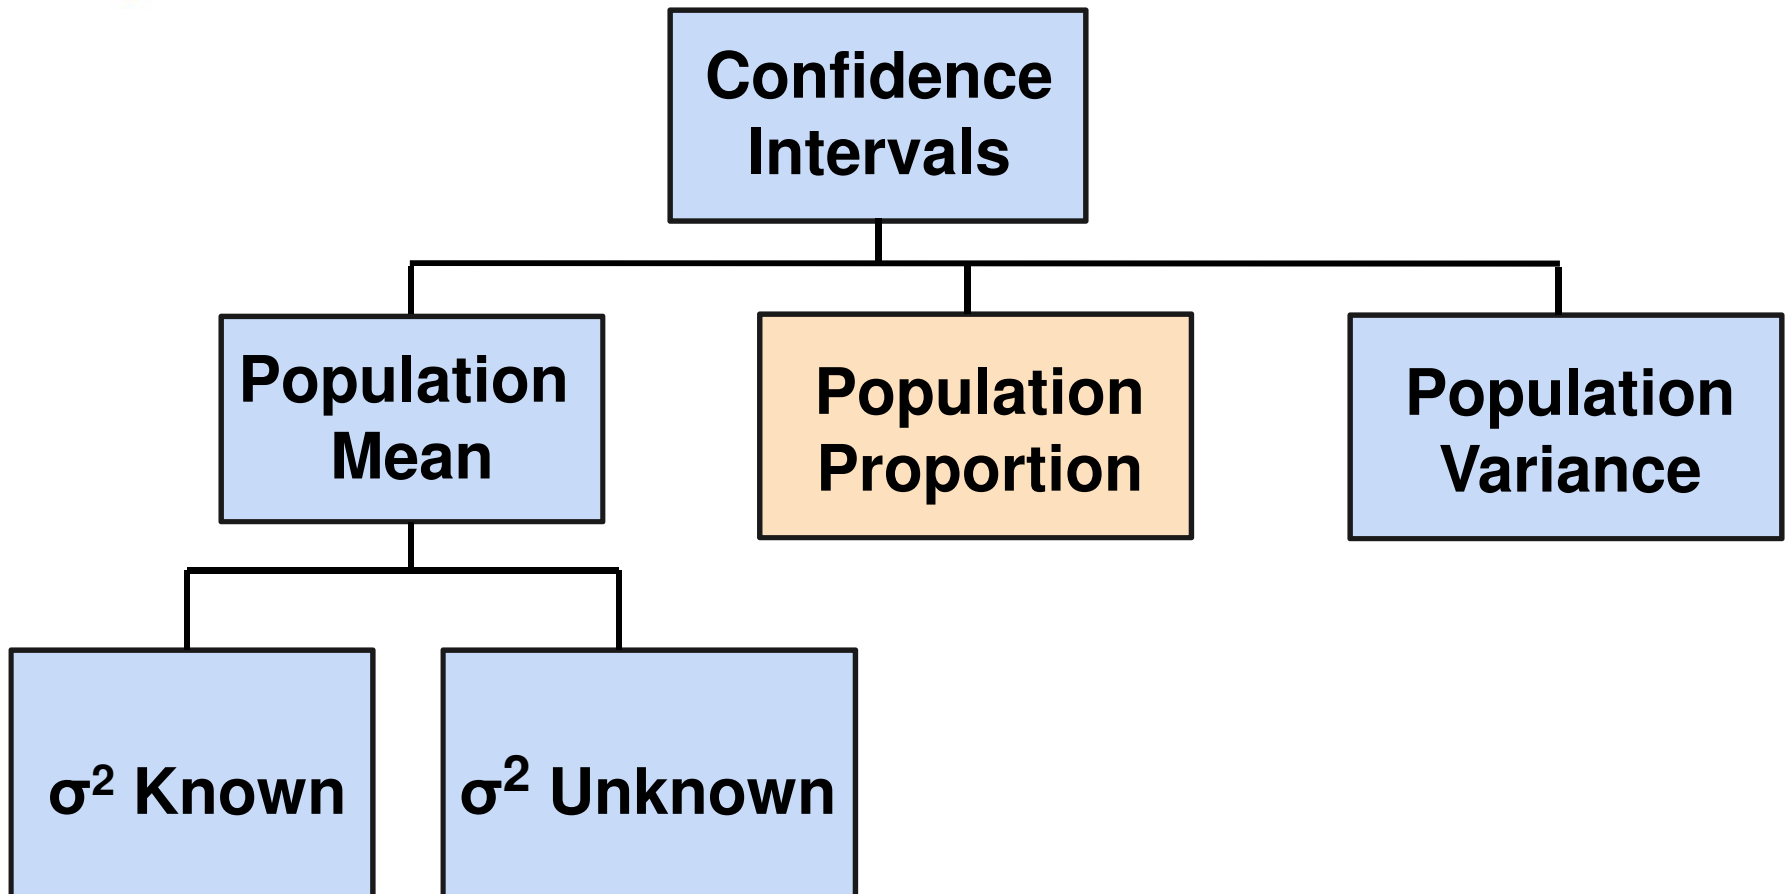 Confidence
Intervals
Population
Mean
Population
Proportion
Population
Variance
σ² Known
σ² Unknown